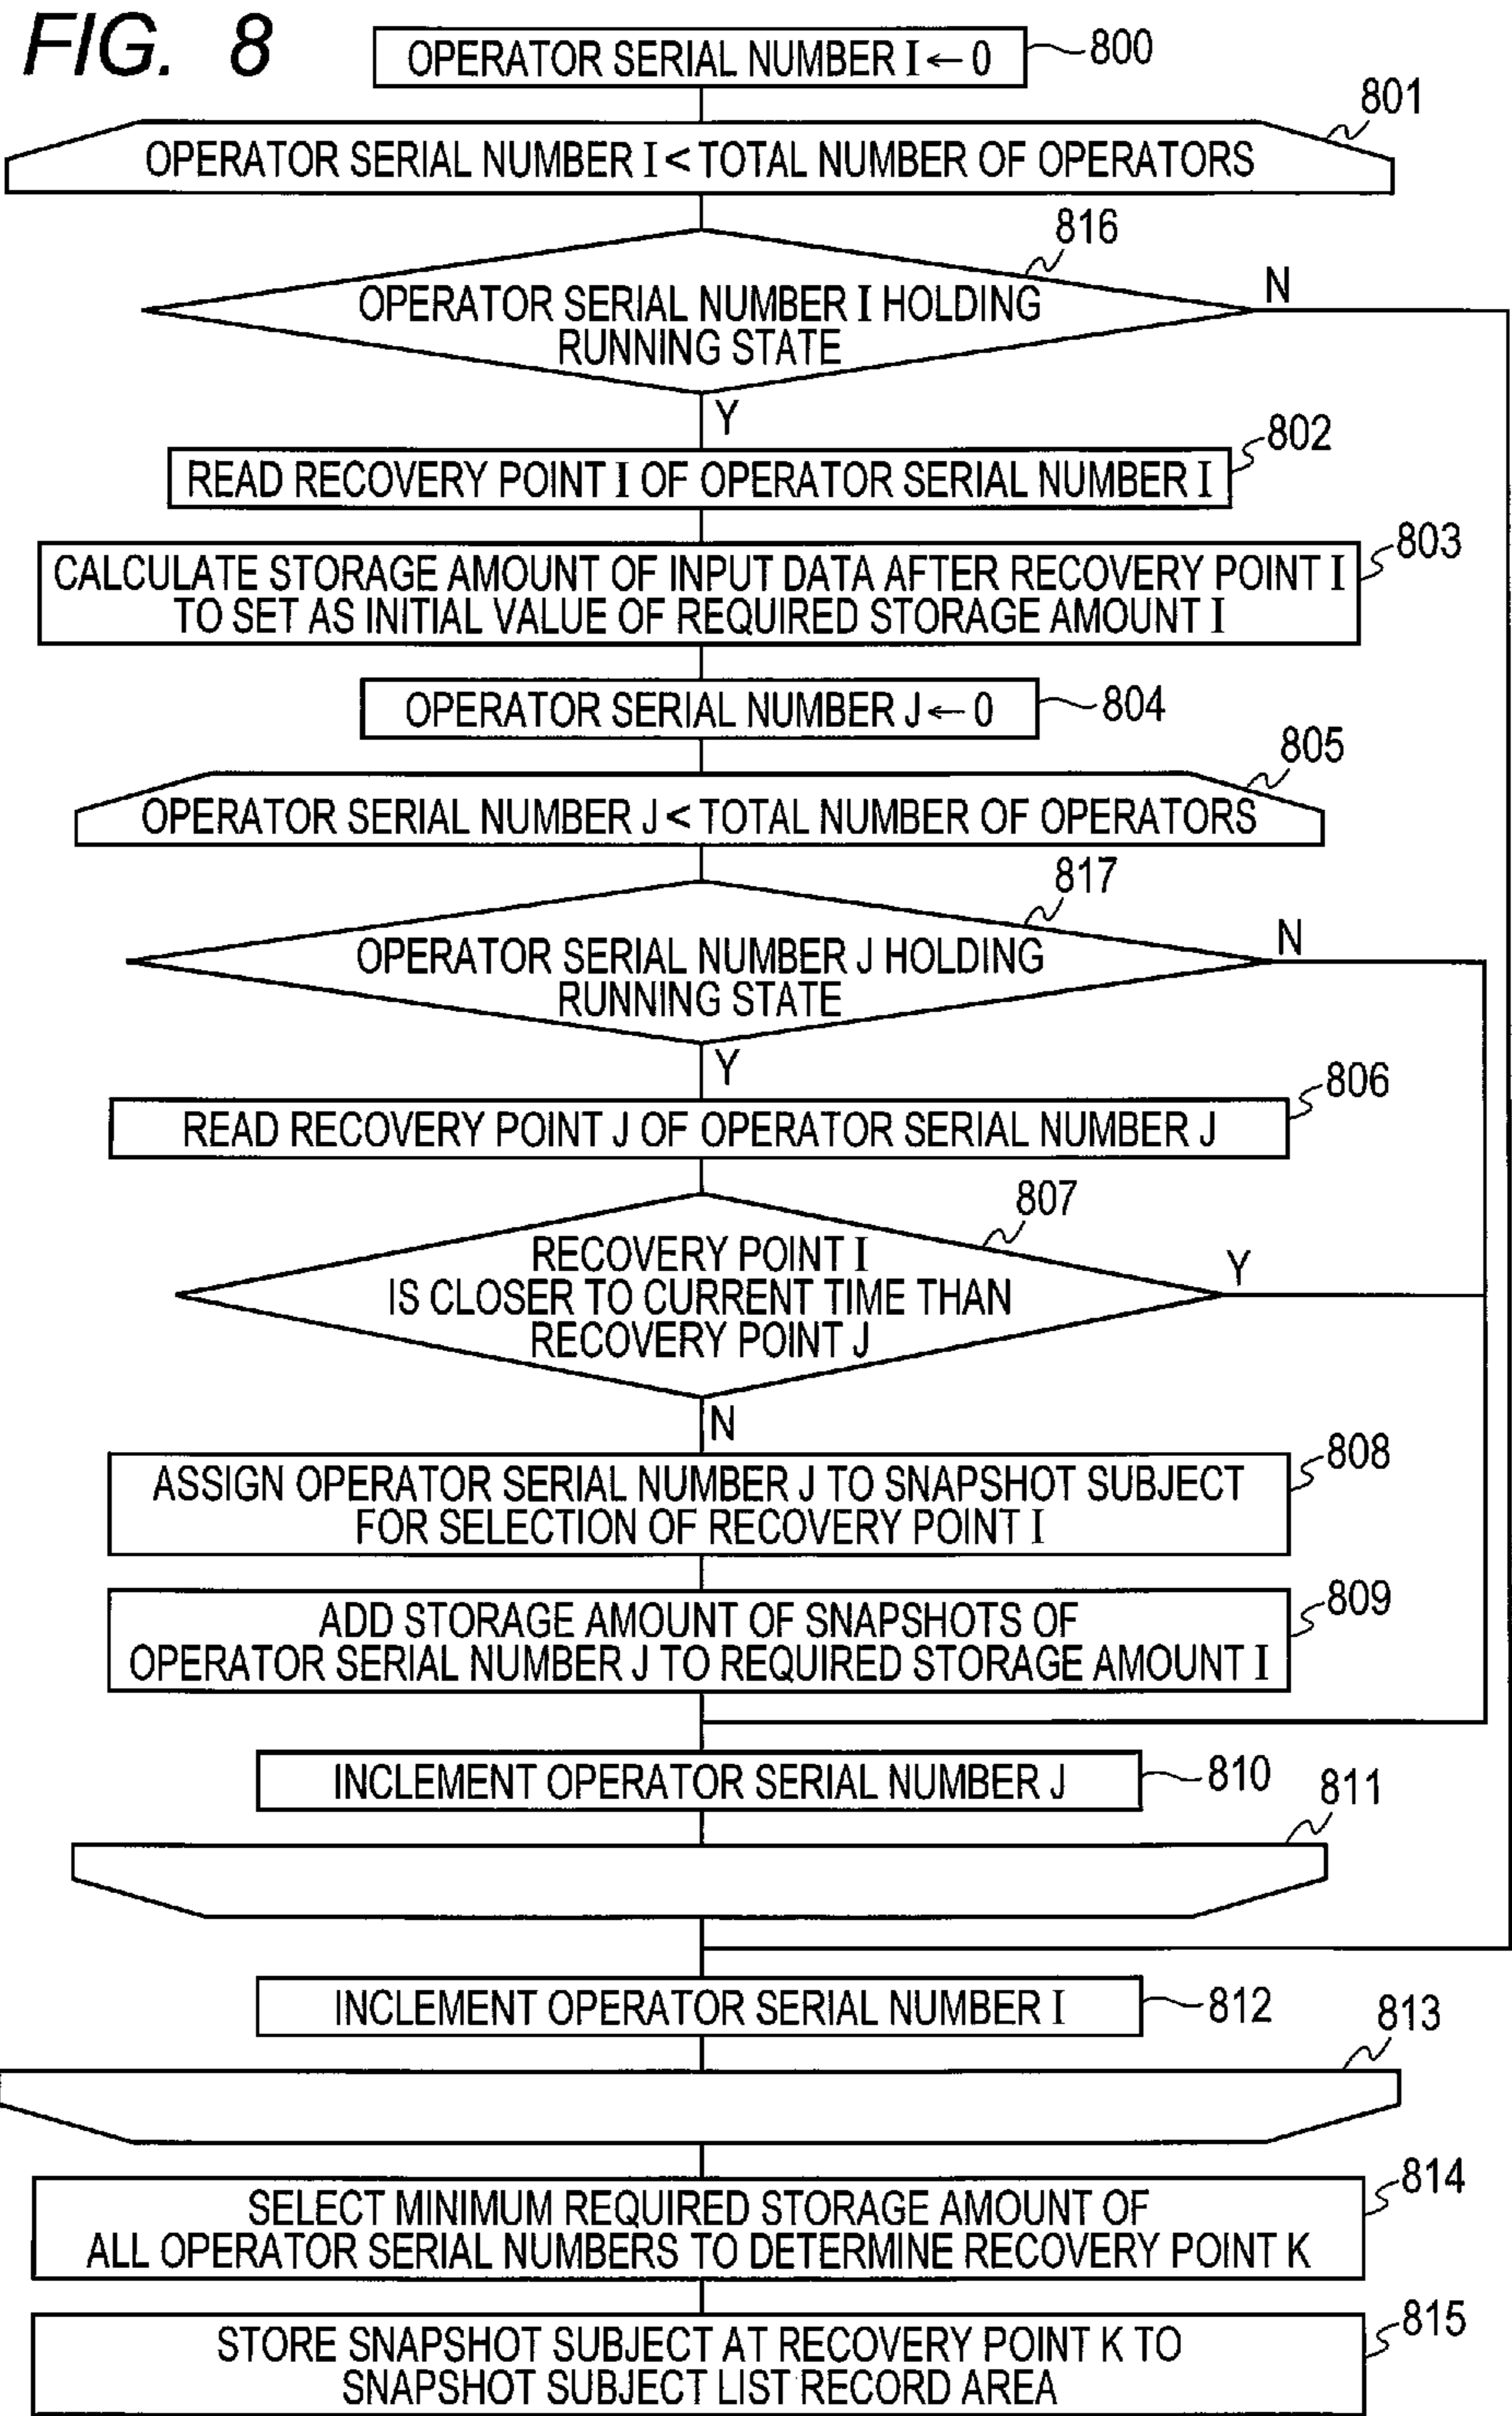 FIG. 8
OPERATOR SERIAL NUMBER I ← 0
800
801
OPERATOR SERIAL NUMBER I < TOTAL NUMBER OF OPERATORS
816
OPERATOR SERIAL NUMBER I HOLDING
RUNNING STATE
N
Y
802
READ RECOVERY POINT I OF OPERATOR SERIAL NUMBER I
803
CALCULATE STORAGE AMOUNT OF INPUT DATA AFTER RECOVERY POINT I
TO SET AS INITIAL VALUE OF REQUIRED STORAGE AMOUNT I
OPERATOR SERIAL NUMBER J ← 0
804
805
OPERATOR SERIAL NUMBER J < TOTAL NUMBER OF OPERATORS
817
OPERATOR SERIAL NUMBER J HOLDING
RUNNING STATE
N
Y
806
READ RECOVERY POINT J OF OPERATOR SERIAL NUMBER J
807
RECOVERY POINT I
IS CLOSER TO CURRENT TIME THAN
RECOVERY POINT J
Y
N
808
ASSIGN OPERATOR SERIAL NUMBER J TO SNAPSHOT SUBJECT
FOR SELECTION OF RECOVERY POINT I
809
ADD STORAGE AMOUNT OF SNAPSHOTS OF
OPERATOR SERIAL NUMBER J TO REQUIRED STORAGE AMOUNT I
INCLEMENT OPERATOR SERIAL NUMBER J
810
811
INCLEMENT OPERATOR SERIAL NUMBER I
812
813
814
SELECT MINIMUM REQUIRED STORAGE AMOUNT OF
ALL OPERATOR SERIAL NUMBERS TO DETERMINE RECOVERY POINT K
815
STORE SNAPSHOT SUBJECT AT RECOVERY POINT K TO
SNAPSHOT SUBJECT LIST RECORD AREA